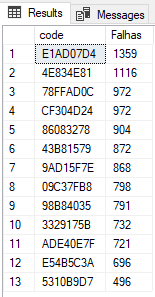 Results Messages
code Falhas
1 E1AD07D4 1359
2 4E834E81 1116
3 78FFAD0C 972
4 CF304D24 972
5 86083278 904
6 43B81579 872
7 9AD15F7E 868
8 09C37FB8 798
9 98B84035 791
10 3329175B 732
11 ADE40E7F 721
12 E54B5C3A 696
13 5310B9D7 496